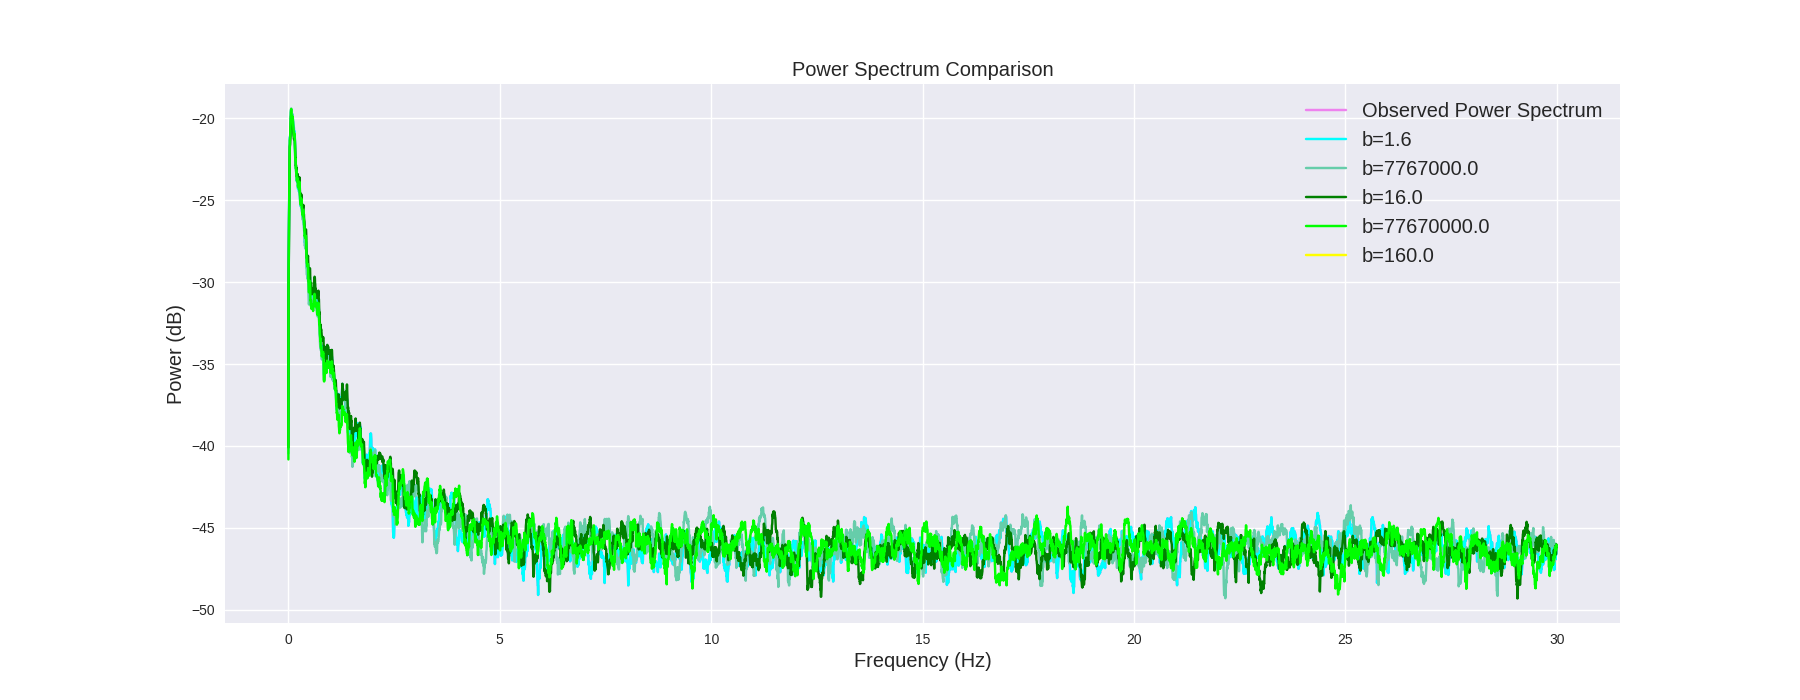 Power Spectrum Comparison
Observed Power Spectrum
b=1.6
b=7767000.0
b=16.0
b=77670000.0
b=160.0
−20
−25
−30
−35
−40
−45
−50
Power (dB)
0 5 10 15 20 25 30
Frequency (Hz)